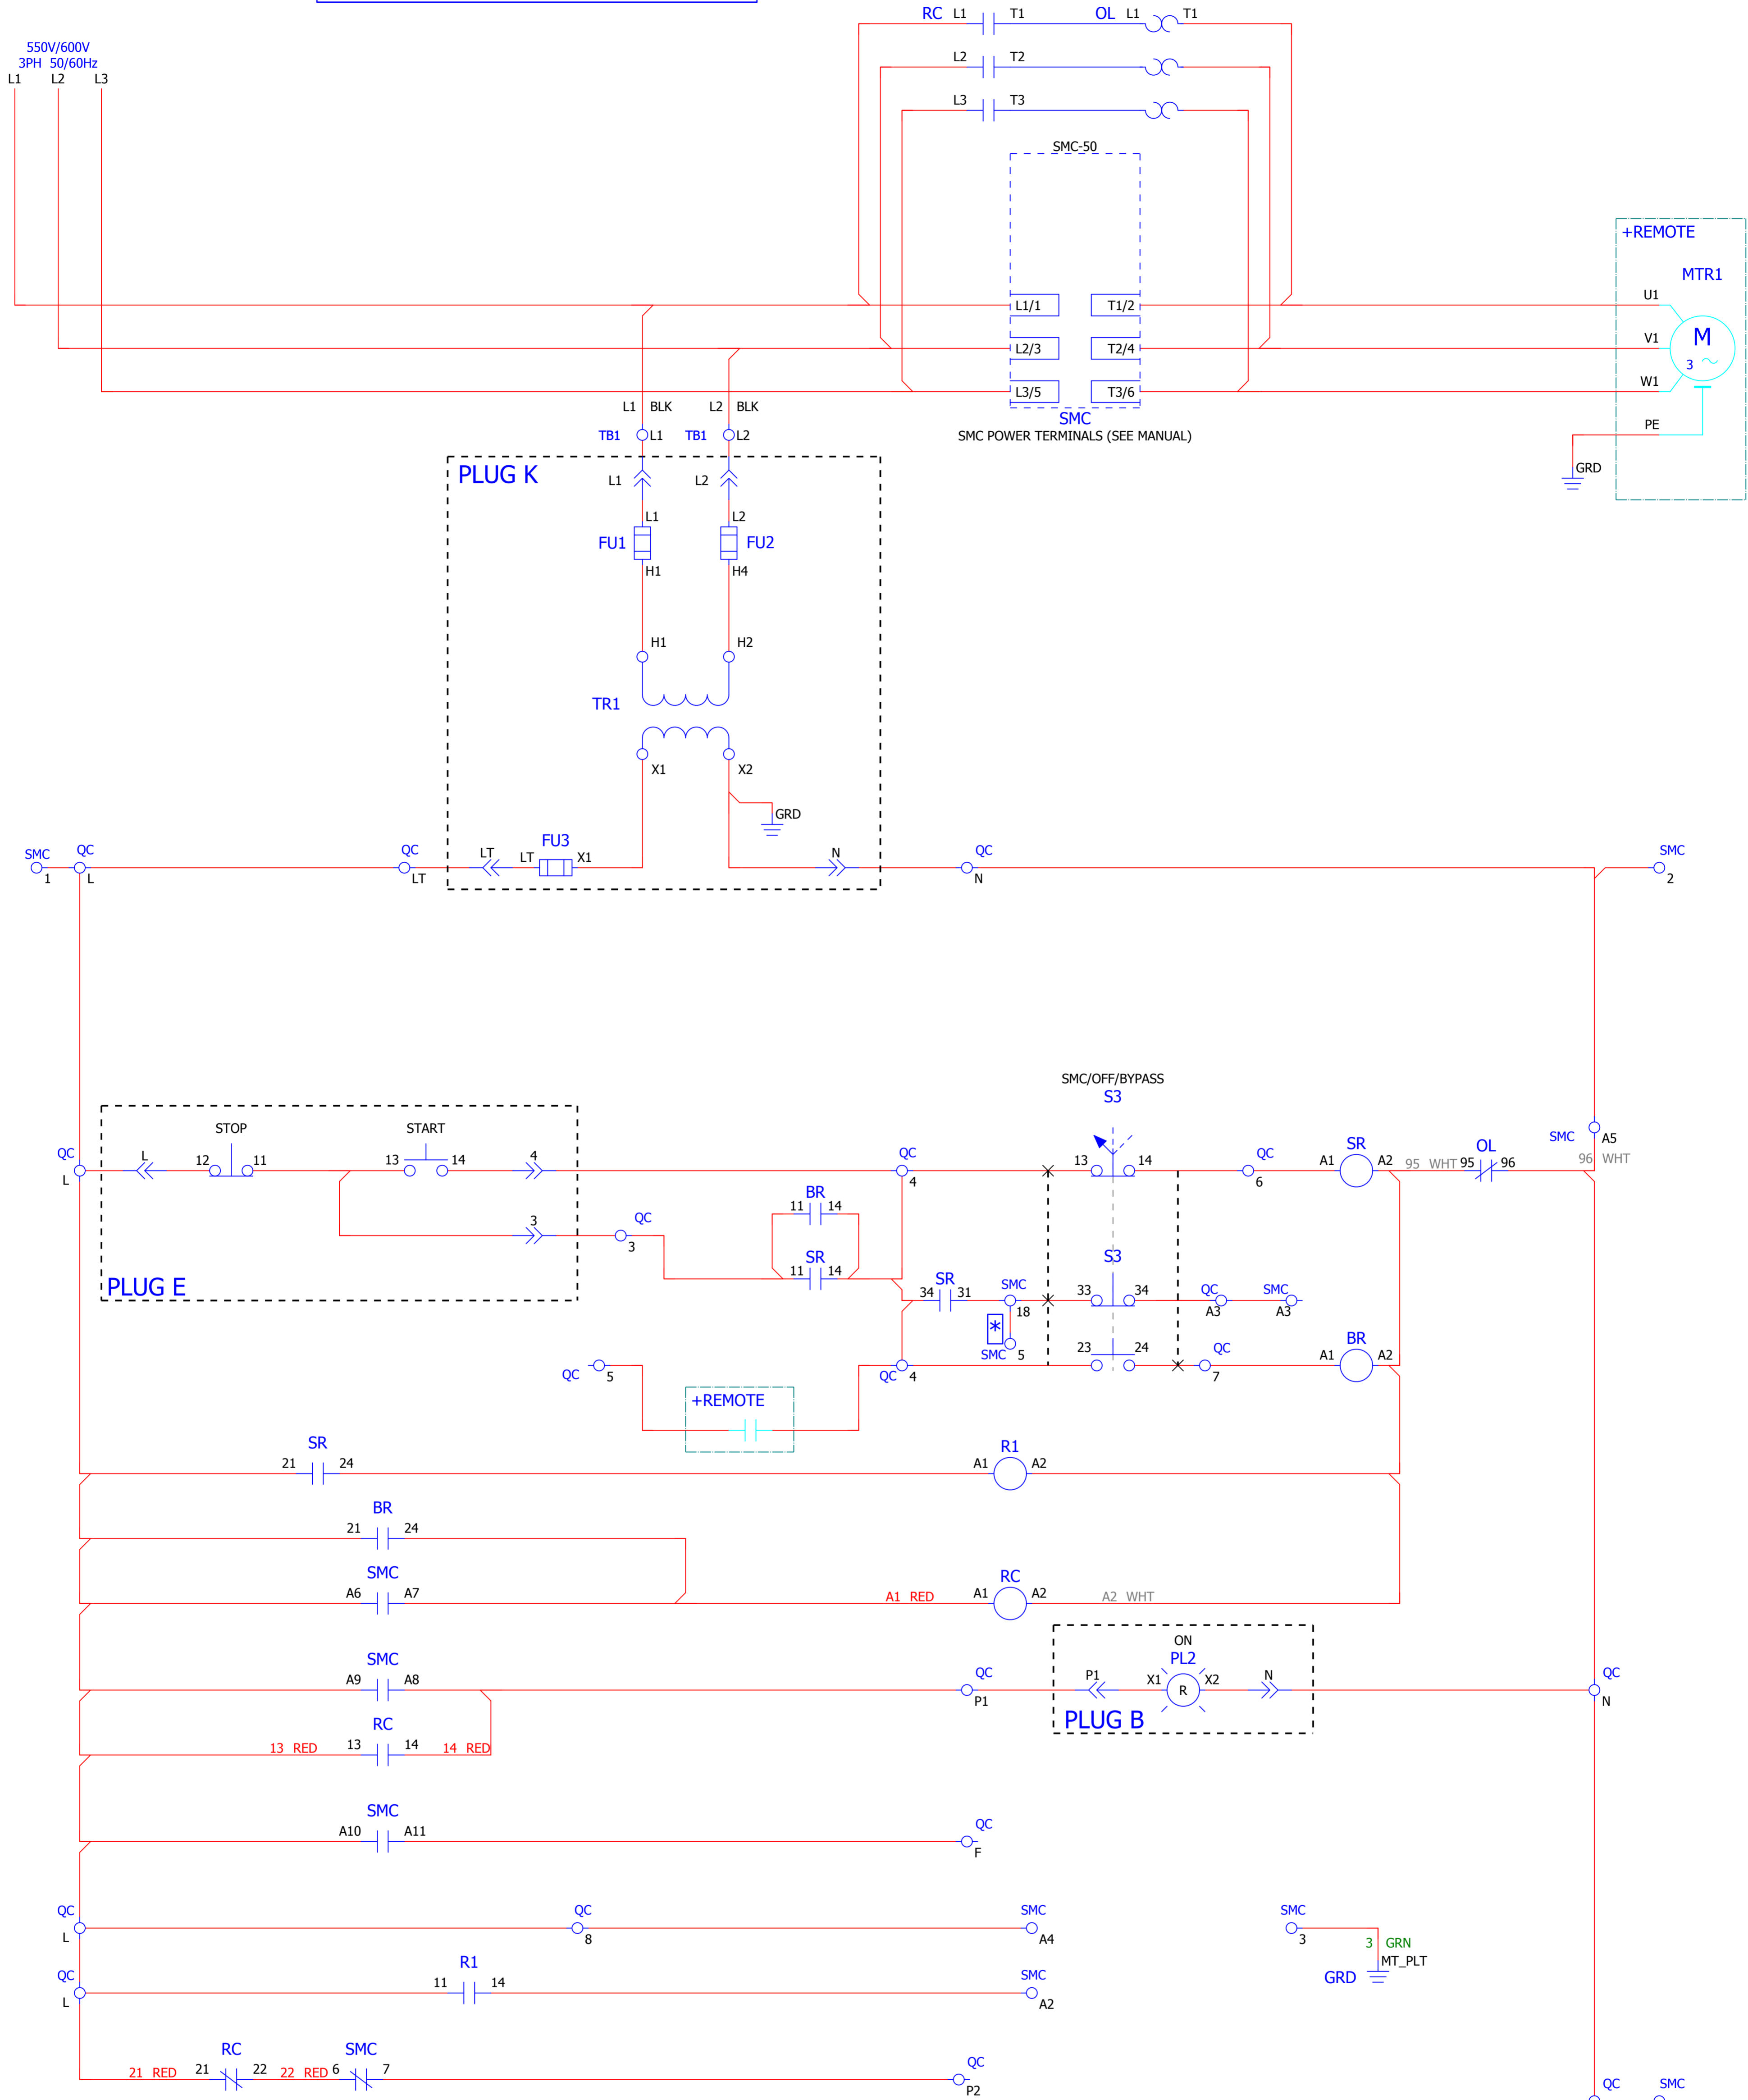 RC L1 T1 OL L1 T1
550V/600V
3PH 50/60Hz
L1 L2 L3
L2 T2
L3 T3
SMC-50
+REMOTE
MTR1
L1/1 T1/2 U1
L2/3 T2/4 V1
M
3
L3/5 T3/6 W1
L1 BLK L2 BLK
SMC
PE
TB1 L1 TB1 L2
SMC POWER TERMINALS (SEE MANUAL)
PLUG K
L1 L2
GRD
L1 L2
FU1 FU2
H1 H4
H1 H2
TR1
X1 X2
GRD
FU3
SMC QC QC LT LT X1 N QC SMC
1 L LT N 2
SMC/OFF/BYPASS
S3
STOP START
SMC A5
QC L 12 11 13 14 4 QC 13 14 QC SR OL
A1 A2 95 WHT 95 96 96 WHT
L 4 6
BR
11 14
3 QC
3
SR
11 14
S3
PLUG E
SR
34 31 SMC 33 34 QC SMC
18 A3 A3
*
SMC 5
23 24 QC BR
A1 A2
QC 5 QC 4 7
+REMOTE
SR R1
21 24 A1 A2
BR
21 24
SMC RC
A6 A7 A1 RED A1 A2 A2 WHT
ON
SMC PL2
A9 A8 QC P1 X1 R X2 N QC
P1 N
PLUG B
RC
13 RED 13 14 14 RED
SMC
A10 A11 QC
F
QC QC SMC SMC
L 8 A4 3
3 GRN
MT_PLT
GRD
QC R1 SMC
11 14
L A2
RC SMC
21 RED 21 22 22 RED 6 7 QC
P2
QC SMC